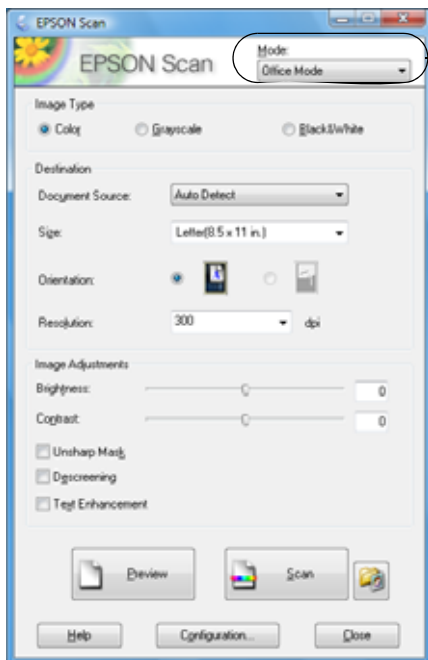 EPSON Scan
EPSON Scan
Mode:
Office Mode
Image Type
Color Grayscale Black&White
Destination
Document Source: Auto Detect
Size: Letter(8.5 x 11 in.)
Orientation:
Resolution: 300 dpi
Image Adjustments
Brightness: 0
Contrast: 0
Unsharp Mask
Descreening
Text Enhancement
Preview Scan
Help Configuration... Close